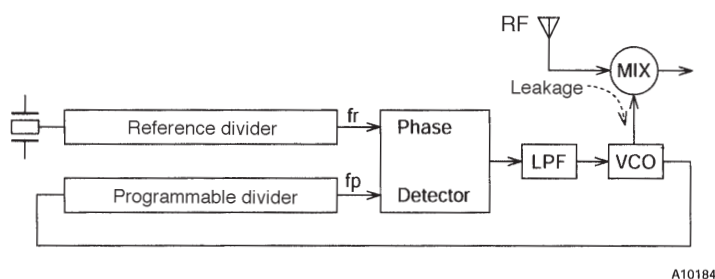 RF
MIX
Leakage
Reference divider
fr
Phase
Detector
LPF
VCO
Programmable divider
fp
A10184